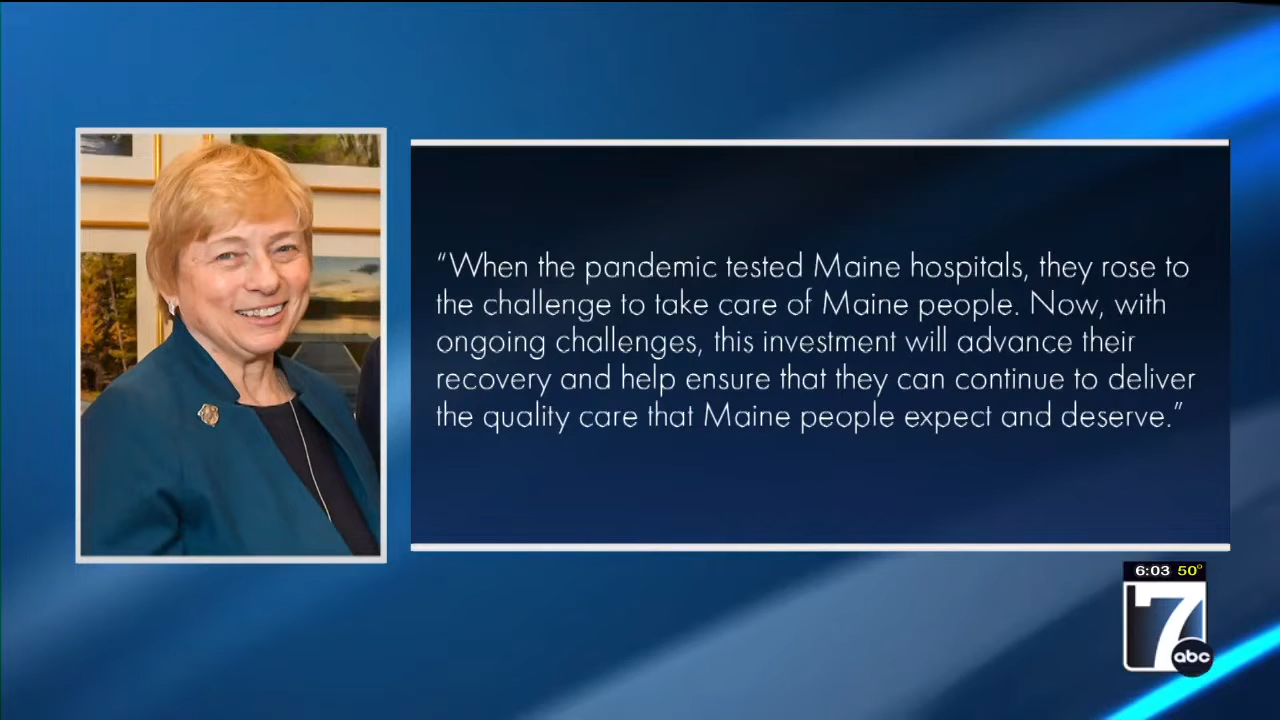 “When the pandemic tested Maine hospitals, they rose to
the challenge to take care of Maine people. Now, with
ongoing challenges, this investment will advance their
recovery and help ensure that they can continue to deliver
the quality care that Maine people expect and deserve.”
6:03 50°
7
abc